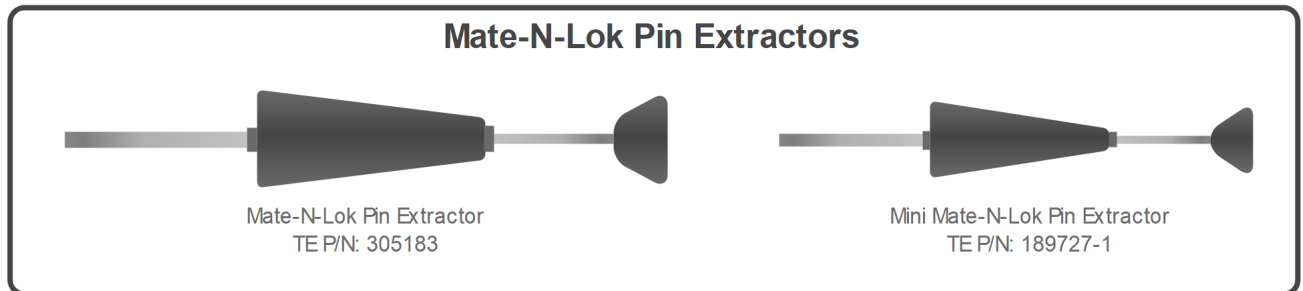 Mate-N-Lok Pin Extractors
Mate-N-Lok Pin Extractor
TE P/N: 305183
Mini Mate-N-Lok Pin Extractor
TE P/N: 189727-1